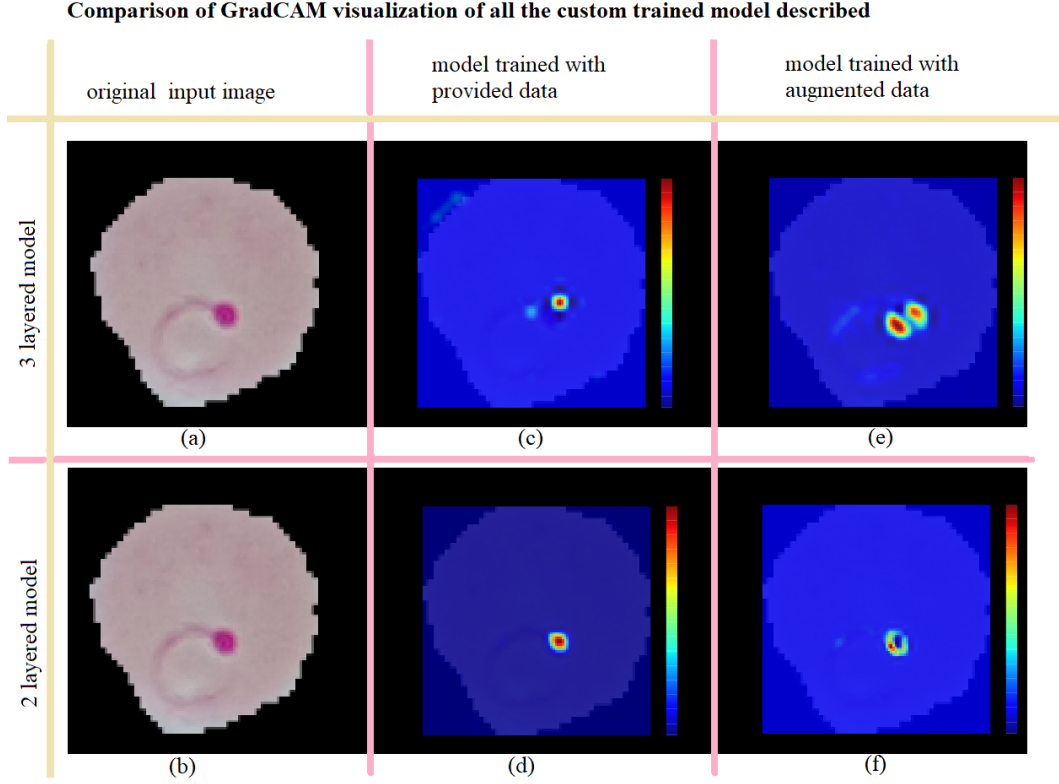 Comparison of GradCAM visualization of all the custom trained model described
original input image
model trained with
provided data
model trained with
augmented data
3 layered model
(a)
(c)
(e)
2 layered model
(b)
(d)
(f)